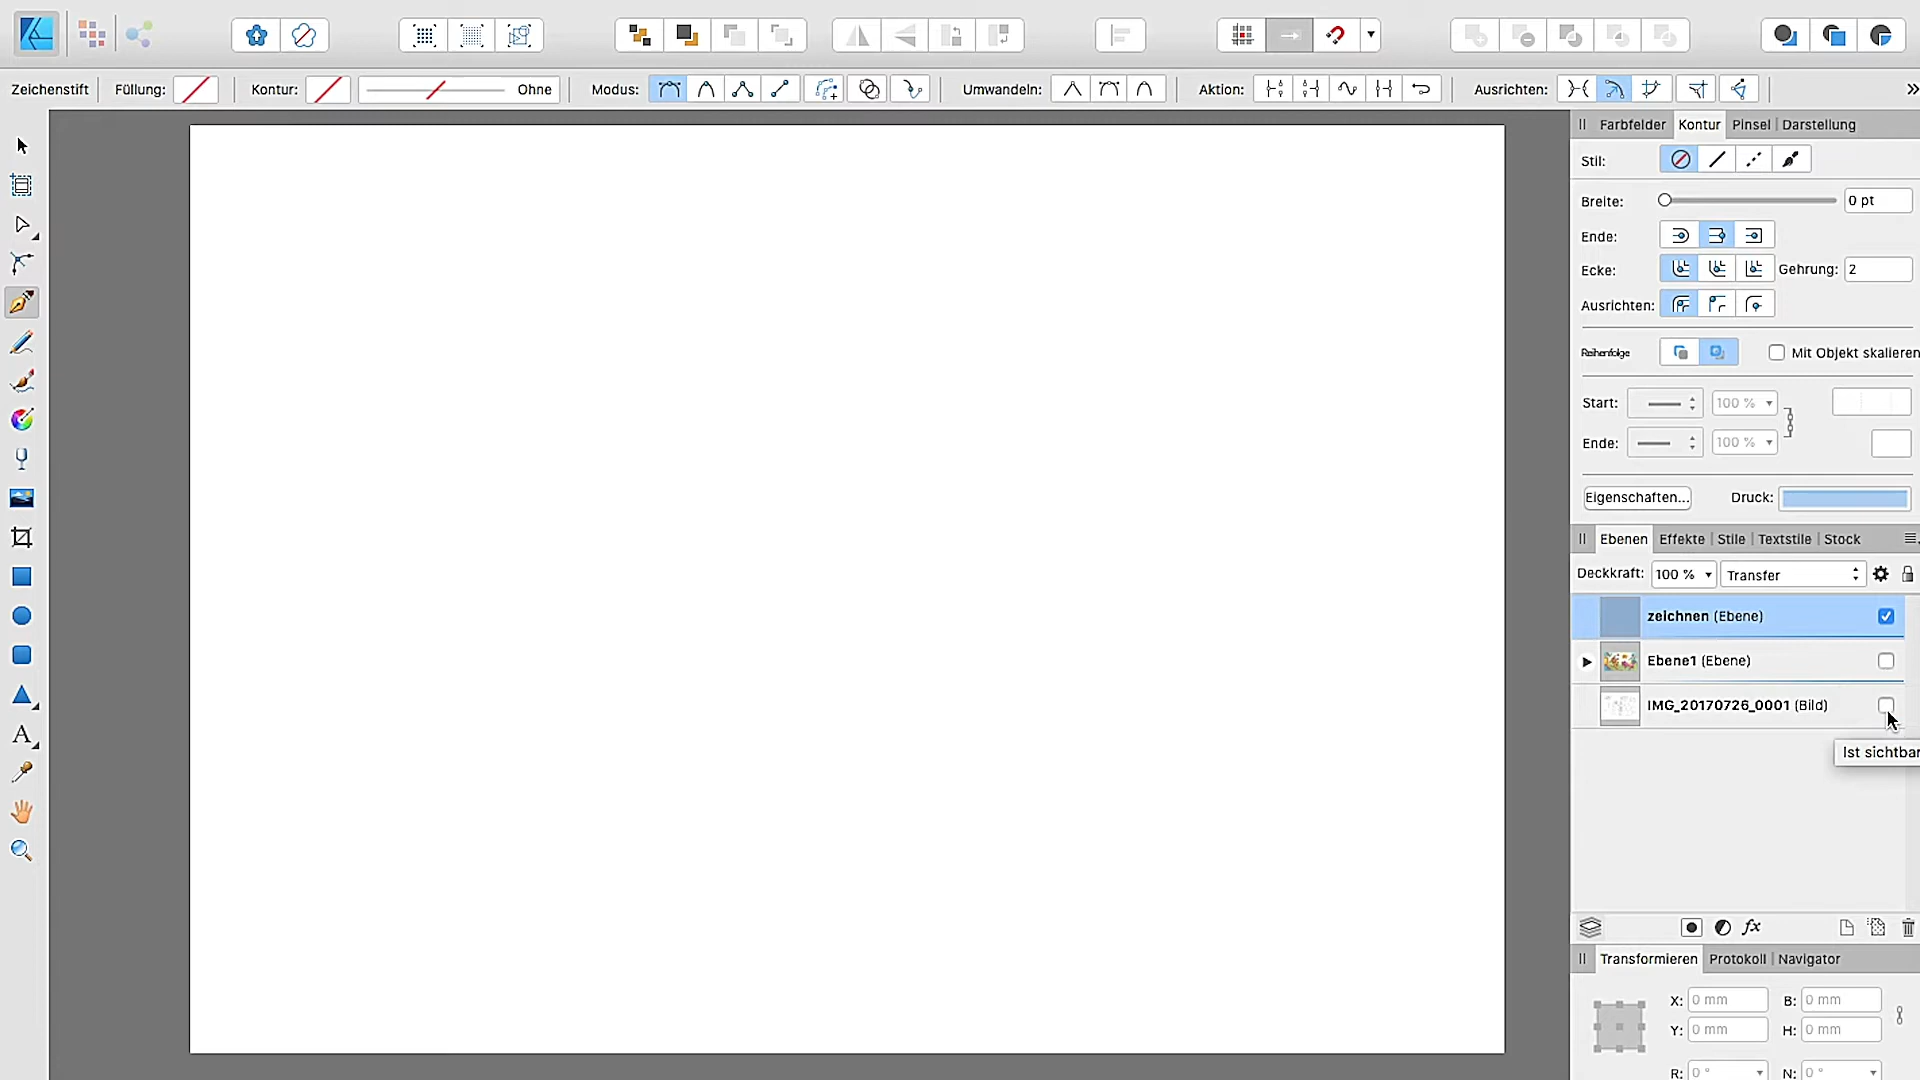 Zeichenstift Füllung: Kontur: Ohne Modus: Umwandeln: Aktion: Ausrichten:
Farbfelder Kontur Pinsel Darstellung
Stil:
Breite: 0 pt
Ende:
Ecke: Gehrung: 2
Ausrichten:
Reihenfolge Mit Objekt skalieren
Start: 100 %
Ende: 100 %
Eigenschaften... Druck:
Ebenen Effekte Stile Textstile Stock
Deckkraft: 100 % Transfer
zeichnen (Ebene)
Ebene1 (Ebene)
IMG_20170726_0001 (Bild)
Ist sichtbar
fx
Transformieren Protokoll Navigator
X: 0 mm B: 0 mm
Y: 0 mm H: 0 mm
R: 0 ° N: 0 °